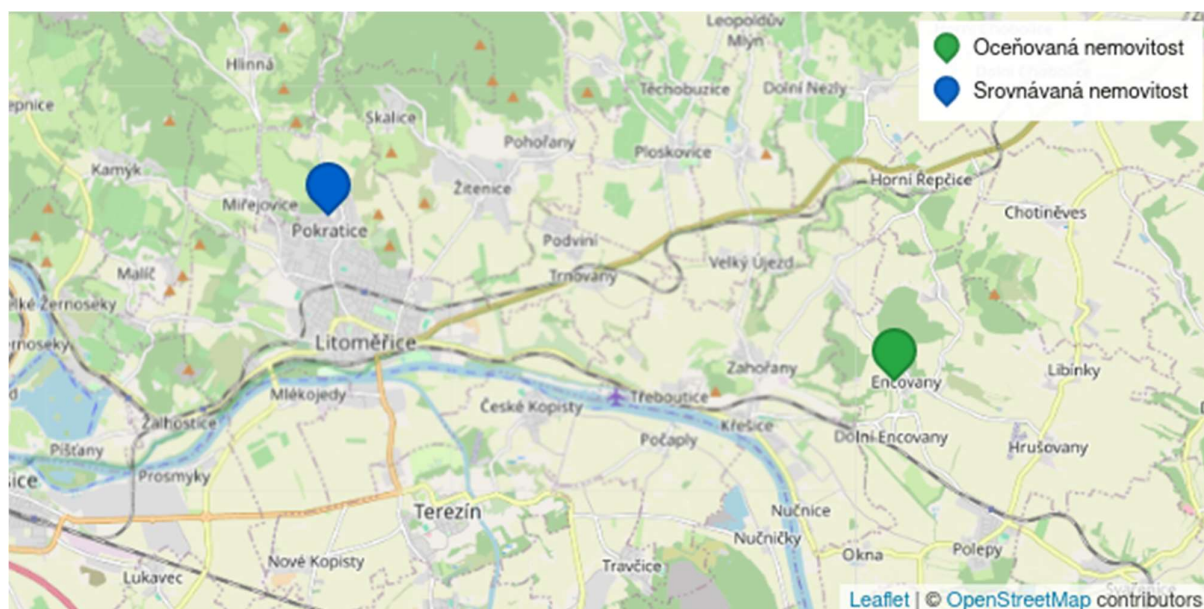 Leopoldův
Mlýn
Oceňovaná nemovitost
Srovnávaná nemovitost
Hlinná
Těchobuzice
Dolní Nezly
Skalice
Pohořany
Ploskovice
Kamýk
Žitenice
Horní Řepčice
Miřejovice
Chotiněves
Pokratice
Podviní
Malíč
Trnovany
Velký Újezd
Litoměřice
Zahořany
Encovany
Libínky
Mlékojedy
České Kopisty
Třeboutice
Žalhostice
Píšťany
Počaply
Křešice
Dolní Encovany
Hrušovany
Prosmyky
Terezín
Nučnice
Nučničky
Nové Kopisty
Travčice
Okna
Polepy
Lukavec
Leaflet | © OpenStreetMap contributors